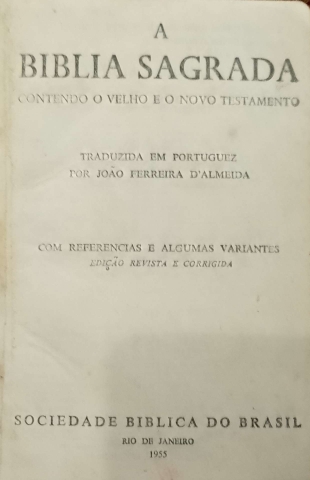 A
BIBLIA SAGRADA
CONTENDO O VELHO E O NOVO TESTAMENTO
TRADUZIDA EM PORTUGUEZ
POR JOÃO FERREIRA D'ALMEIDA
COM REFERENCIAS E ALGUMAS VARIANTES
EDIÇÃO REVISTA E CORRIGIDA
SOCIEDADE BIBLICA DO BRASIL
RIO DE JANEIRO
1955